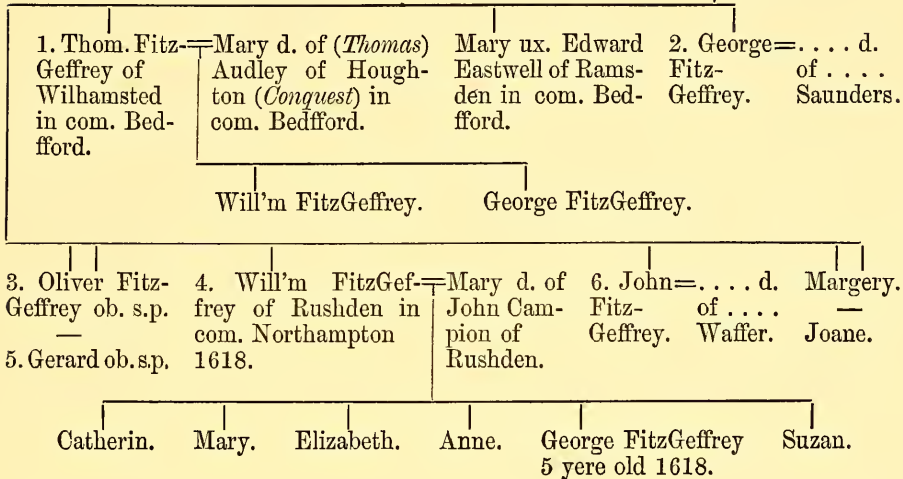 1. Thom. Fitz-
Geffrey of
Wilhamsted
in com. Bed-
fford.
Mary d. of (Thomas)
Audley of Hough-
ton (Conquest) in
com. Bedfford.
Mary ux. Edward
Eastwell of Rams-
den in com. Bed-
fford.
2. George=. . . . d.
Fitz- of . . . .
Geffrey. Saunders.
Will'm FitzGeffrey. George FitzGeffrey.
3. Oliver Fitz-
Geffrey ob. s.p.
—
5. Gerard ob. s.p.
4. Will'm FitzGef-
frey of Rushden in
com. Northampton
1618.
Mary d. of
John Cam-
pion of
Rushden.
6. John=. . . . d.
Fitz- of . . . .
Geffrey. Waffer.
Margery.
—
Joane.
Catherin. Mary. Elizabeth. Anne. George FitzGeffrey Suzan.
5 yere old 1618.